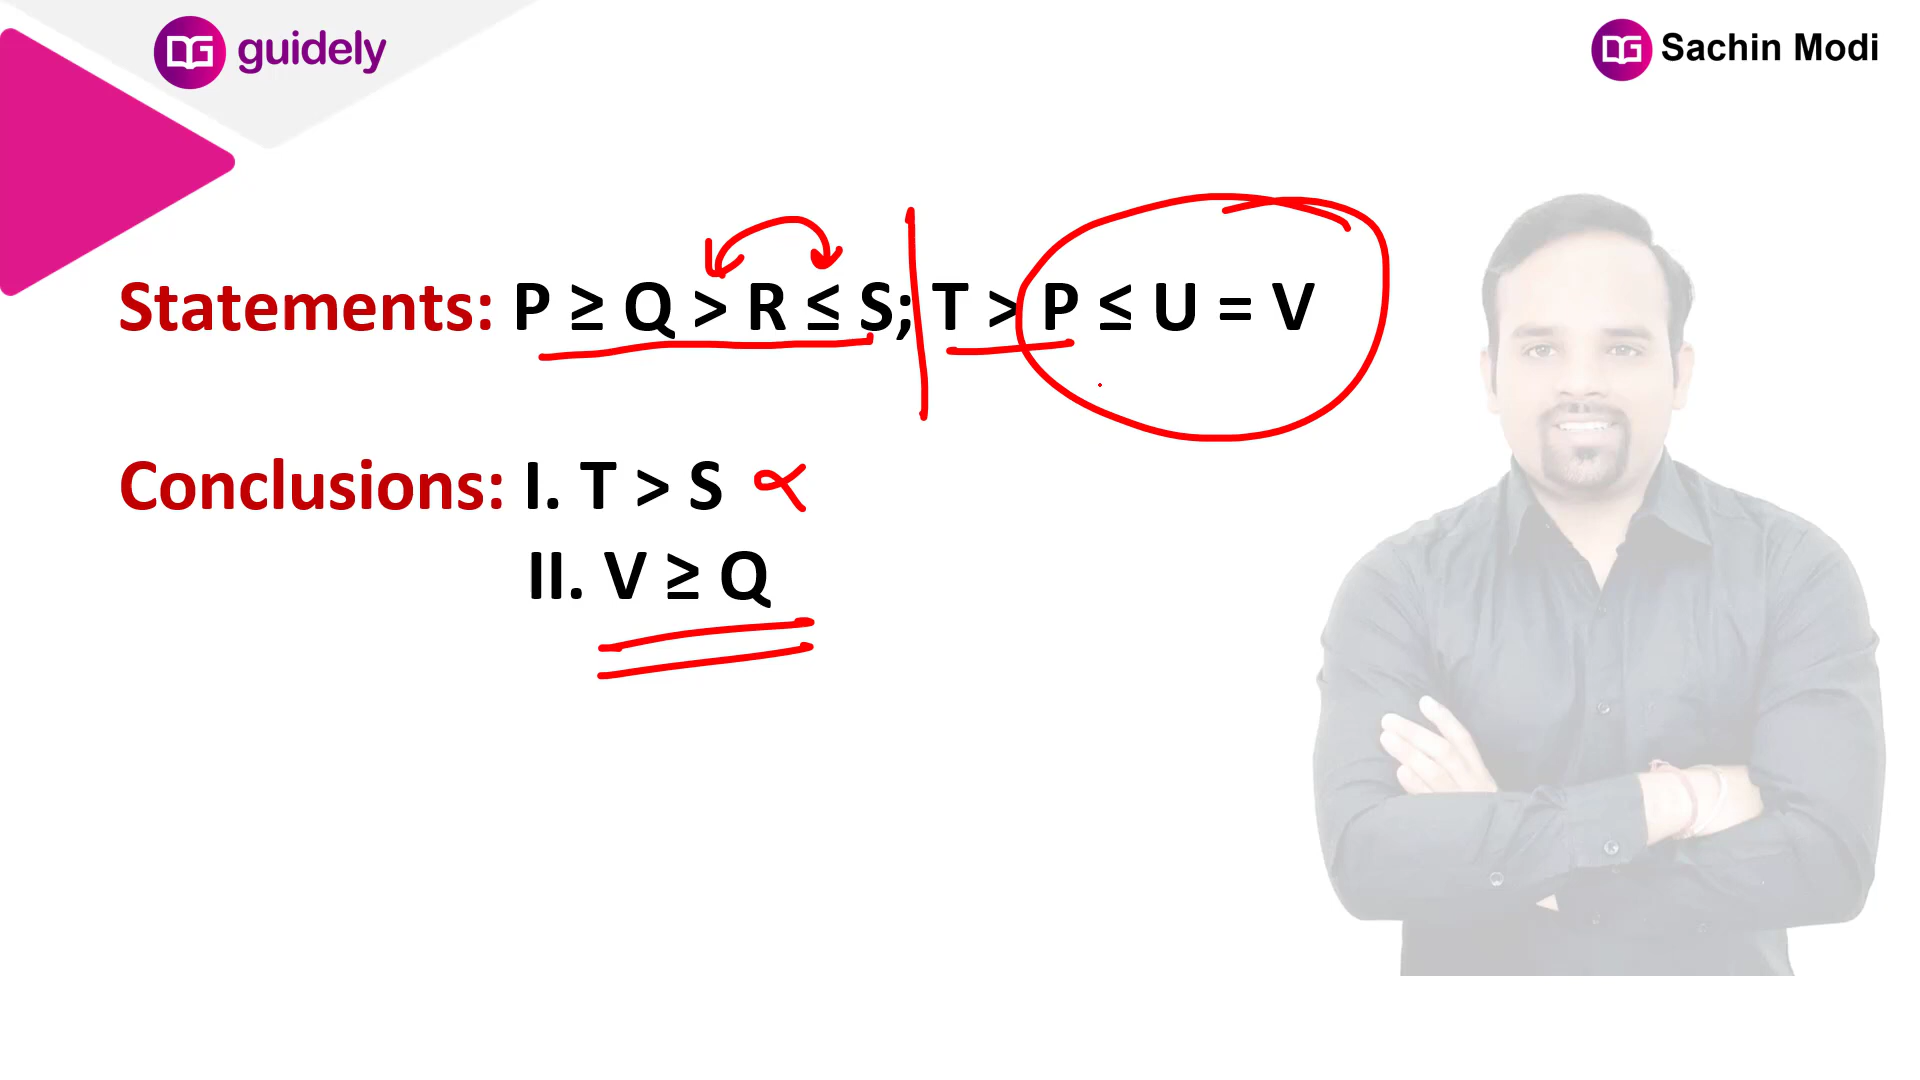 guidely
Sachin Modi
Statements: P ≥ Q > R ≤ S; T > P ≤ U = V
Conclusions: I. T > S
II. V ≥ Q